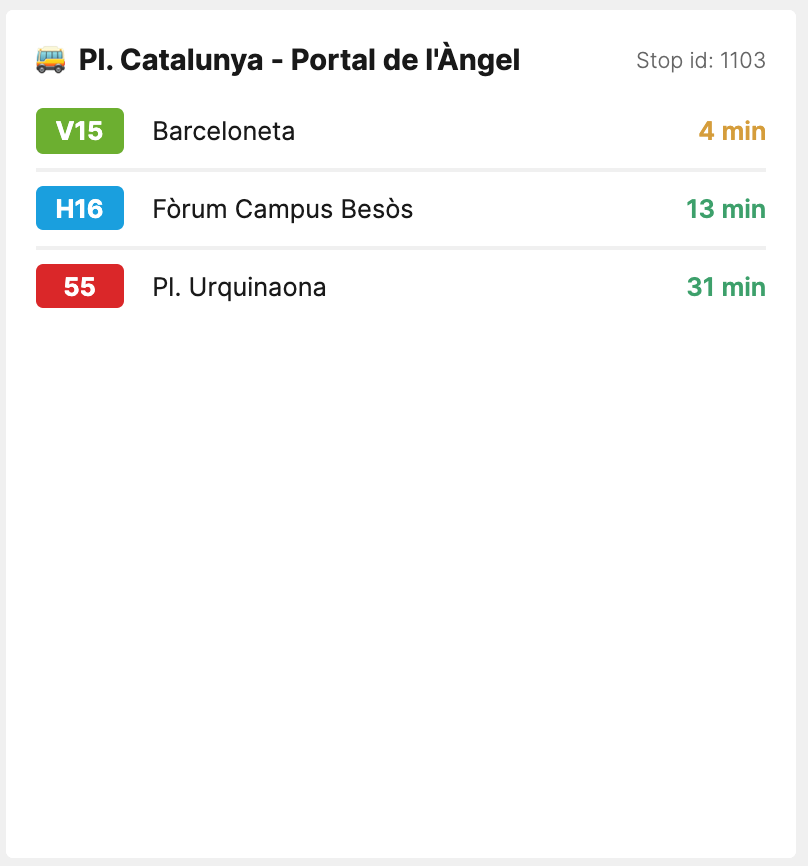 Pl. Catalunya - Portal de l'Àngel Stop id: 1103
V15 Barceloneta 4 min
H16 Fòrum Campus Besòs 13 min
55 Pl. Urquinaona 31 min